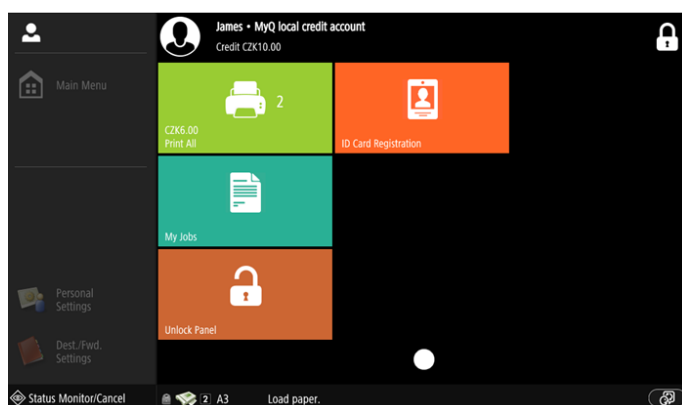 James • MyQ local credit account
Credit CZK10.00
Main Menu
2
CZK6.00
Print All
ID Card Registration
My Jobs
Unlock Panel
Personal
Settings
Dest./Fwd.
Settings
Status Monitor/Cancel
2 A3 Load paper.